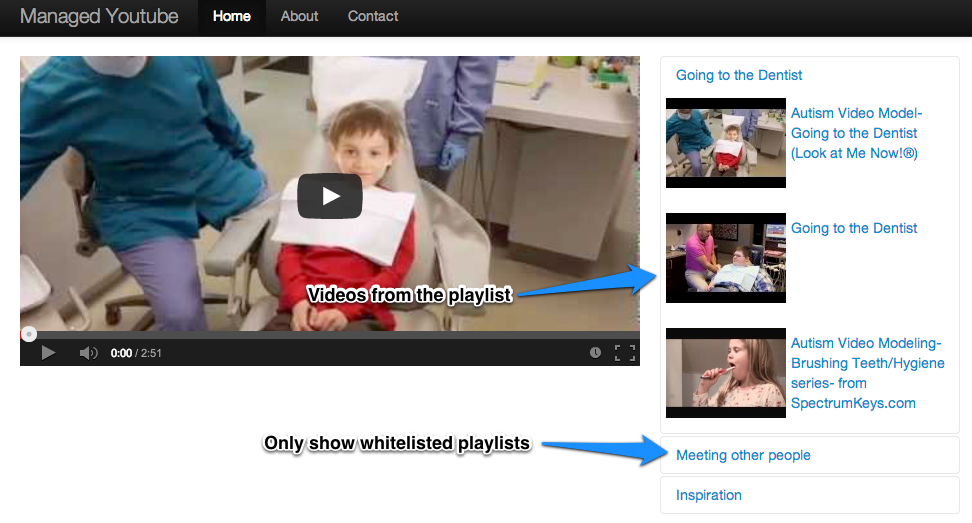 Managed Youtube Home About Contact
Going to the Dentist
Autism Video Model-
Going to the Dentist
(Look at Me Now!®)
Going to the Dentist
Videos from the playlist
0:00 / 2:51
Autism Video Modeling-
Brushing Teeth/Hygiene
series- from
SpectrumKeys.com
Only show whitelisted playlists
Meeting other people
Inspiration